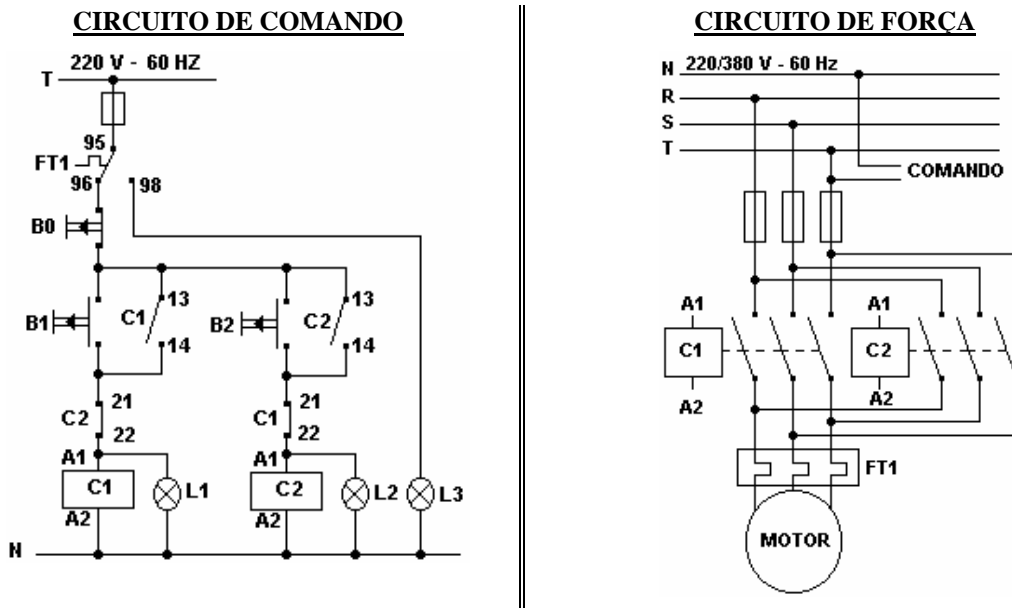 CIRCUITO DE COMANDO
220 V - 60 HZ
T
95
FT1
96
98
B0
13
13
B1
C1
B2
C2
14
14
21
21
C2
C1
22
22
A1
A1
C1
L1
C2
L2
L3
A2
A2
N
CIRCUITO DE FORÇA
N 220/380 V - 60 Hz
R
S
T
COMANDO
A1
A1
C1
C2
A2
A2
FT1
MOTOR